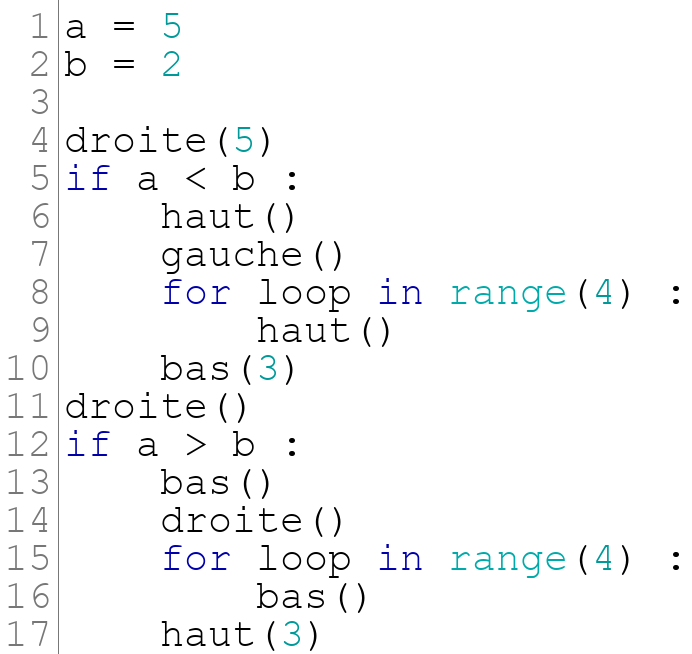 1 a = 5
2 b = 2
3
4 droite(5)
5 if a < b :
6     haut()
7     gauche()
8     for loop in range(4) :
9         haut()
10     bas(3)
11 droite()
12 if a > b :
13     bas()
14     droite()
15     for loop in range(4) :
16         bas()
17     haut(3)